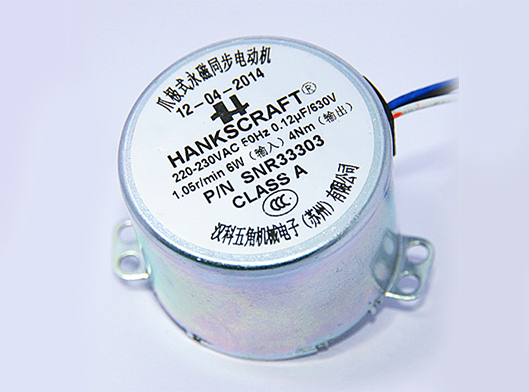 爪极式永磁同步电动机
12-04-2014
HANKSCRAFT®
220-230VAC 50Hz 0.12µF/630V
1.05r/min 6W (输入) 4Nm (输出)
P/N SNR33303
CLASS A
CCC
汉科五角机械电子(苏州)有限公司